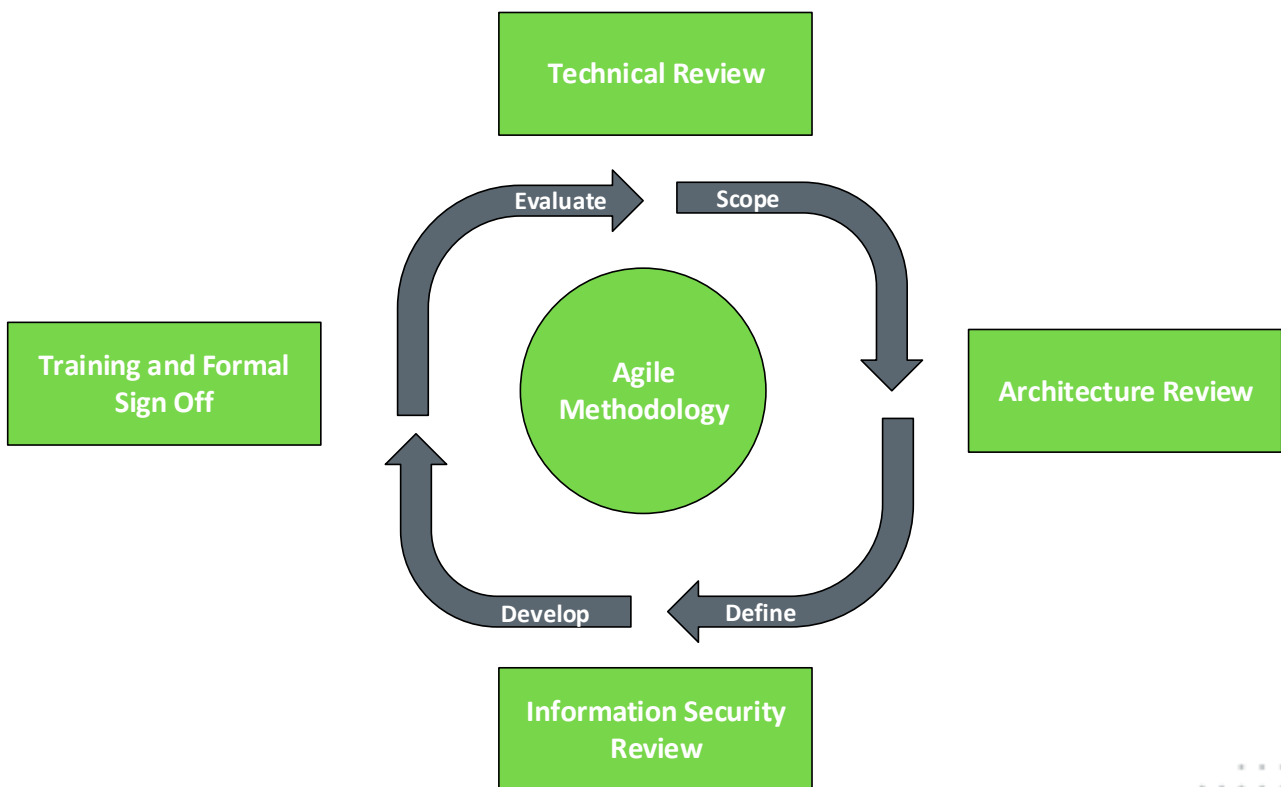 Technical Review
Evaluate
Scope
Training and Formal
Sign Off
Agile
Methodology
Architecture Review
Develop
Define
Information Security
Review